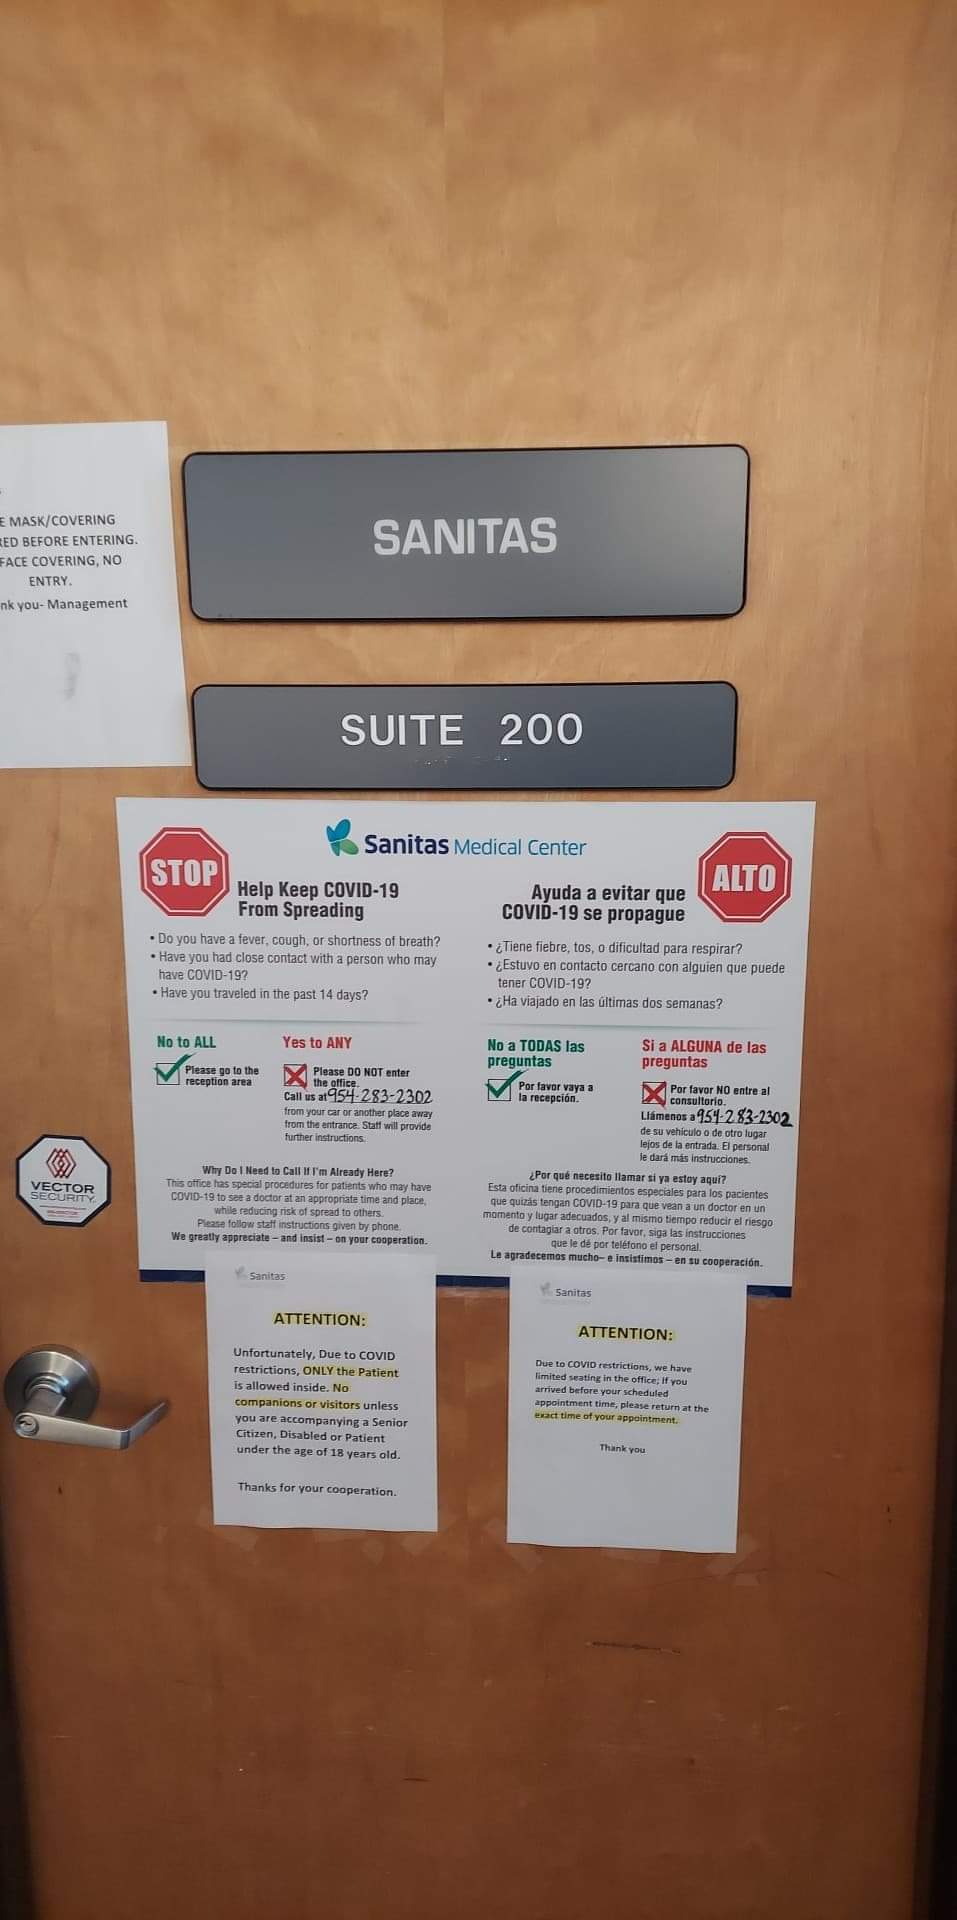 E MASK/COVERING
RED BEFORE ENTERING.
FACE COVERING, NO
ENTRY.
nk you- Management
SANITAS
SUITE 200
Sanitas Medical Center
STOP
Help Keep COVID-19
From Spreading
• Do you have a fever, cough, or shortness of breath?
• Have you had close contact with a person who may
have COVID-19?
• Have you traveled in the past 14 days?
No to ALL
Please go to the
reception area
Yes to ANY
Please DO NOT enter
the office.
Call us at 954-283-2302
from your car or another place away
from the entrance. Staff will provide
further instructions.
Why Do I Need to Call If I'm Already Here?
This office has special procedures for patients who may have
COVID-19 to see a doctor at an appropriate time and place,
while reducing risk of spread to others.
Please follow staff instructions given by phone.
We greatly appreciate – and insist – on your cooperation.
ALTO
Ayuda a evitar que
COVID-19 se propague
• ¿Tiene fiebre, tos, o dificultad para respirar?
• ¿Estuvo en contacto cercano con alguien que puede
tener COVID-19?
• ¿Ha viajado en las últimas dos semanas?
No a TODAS las
preguntas
Por favor vaya a
la recepción.
Si a ALGUNA de las
preguntas
Por favor NO entre al
consultorio.
Llámenos a 954-283-2302
de su vehículo o de otro lugar
lejos de la entrada. El personal
le dará más instrucciones.
¿Por qué necesito llamar si ya estoy aquí?
Esta oficina tiene procedimientos especiales para los pacientes
que quizás tengan COVID-19 para que vean a un doctor en un
momento y lugar adecuados, y al mismo tiempo reducir el riesgo
de contagiar a otros. Por favor, siga las instrucciones
que le dé por teléfono el personal.
Le agradecemos mucho– e insistimos – en su cooperación.
VECTOR
SECURITY
Sanitas
ATTENTION:
Unfortunately, Due to COVID
restrictions, ONLY the Patient
is allowed inside. No
companions or visitors unless
you are accompanying a Senior
Citizen, Disabled or Patient
under the age of 18 years old.
Thanks for your cooperation.
Sanitas
ATTENTION:
Due to COVID restrictions, we have
limited seating in the office; If you
arrived before your scheduled
appointment time, please return at the
exact time of your appointment.
Thank you